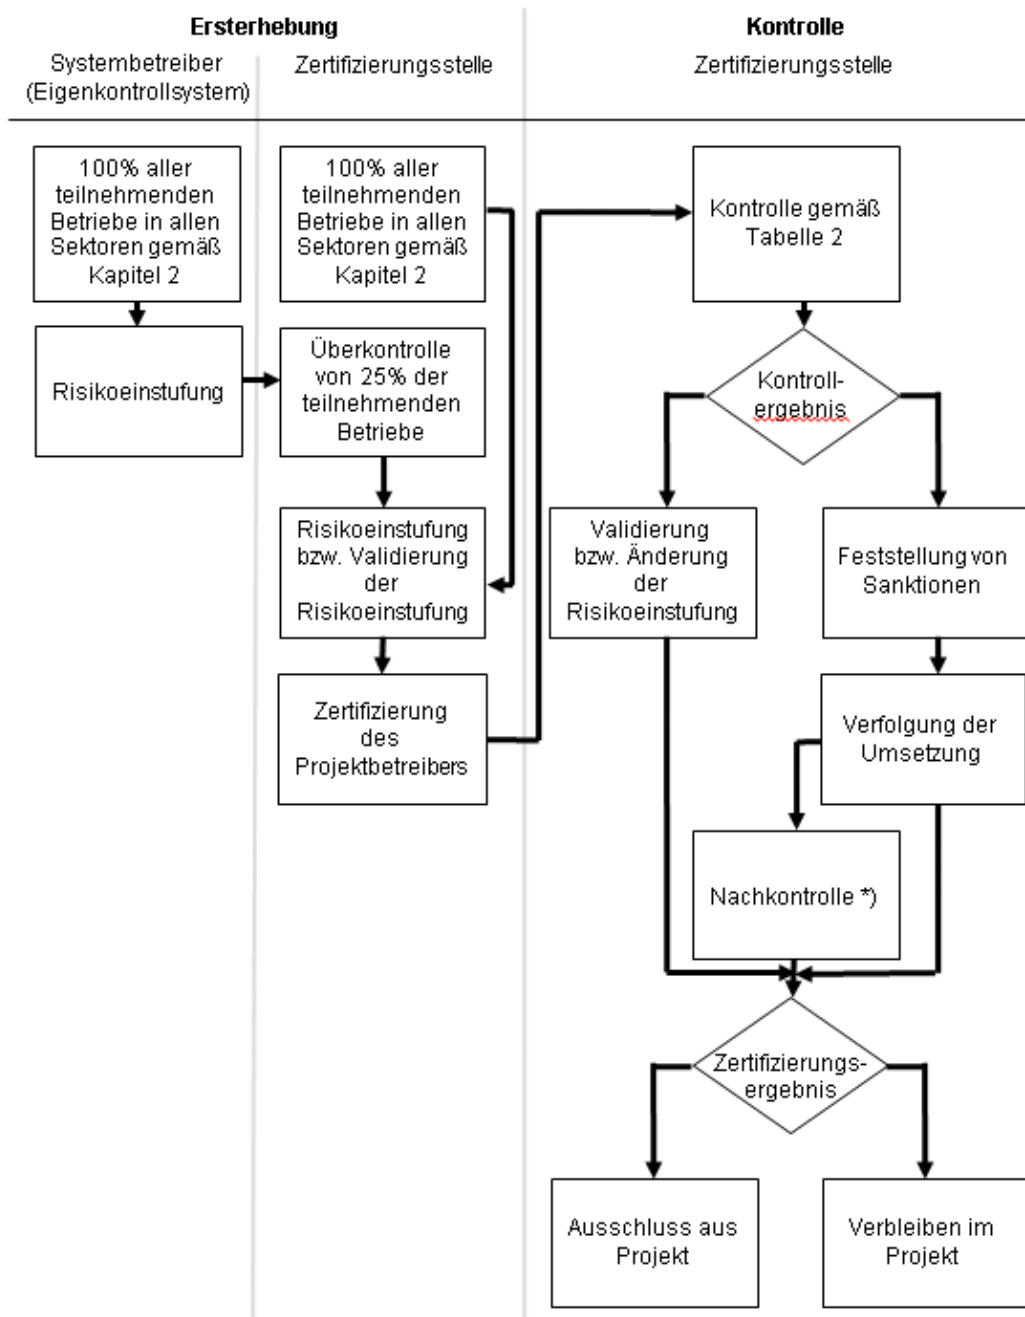 Ersterhebung
Kontrolle
Systembetreiber
(Eigenkontrollsystem)
Zertifizierungsstelle
Zertifizierungsstelle
100% aller
teilnehmenden
Betriebe in allen
Sektoren gemäß
Kapitel 2
Risikoeinstufung
100% aller
teilnehmenden
Betriebe in allen
Sektoren gemäß
Kapitel 2
Überkontrolle
von 25% der
teilnehmenden
Betriebe
Risikoeinstufung
bzw. Validierung
der
Risikoeinstufung
Zertifizierung
des
Projektbetreibers
Kontrolle gemäß
Tabelle 2
Kontroll-
ergebnis
Validierung
bzw. Änderung
der
Risikoeinstufung
Feststellung von
Sanktionen
Verfolgung der
Umsetzung
Nachkontrolle *)
Zertifizierungs-
ergebnis
Ausschluss aus
Projekt
Verbleiben im
Projekt